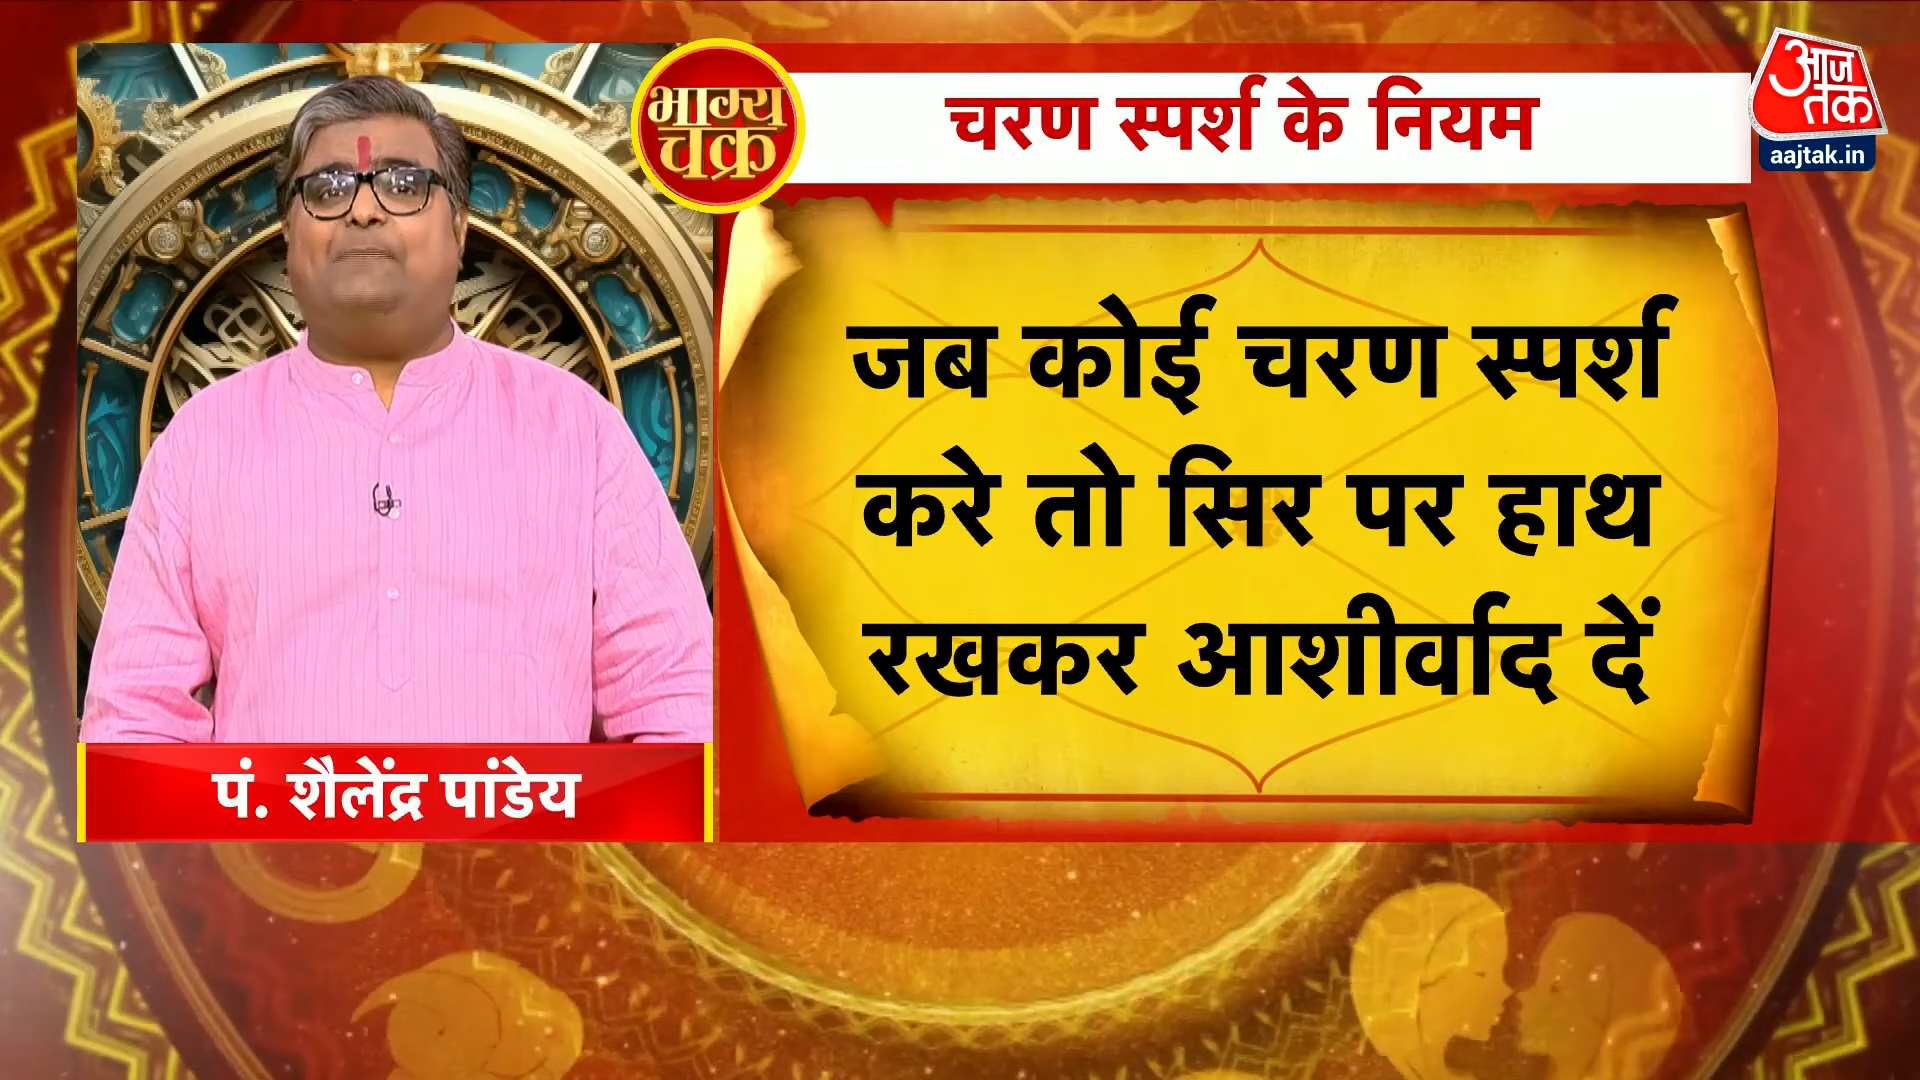 भाग्य
चक्र
चरण स्पर्श के नियम
आज
तक
aajtak.in
जब कोई चरण स्पर्श
करे तो सिर पर हाथ
रखकर आशीर्वाद दें
पं. शैलेंद्र पांडेय